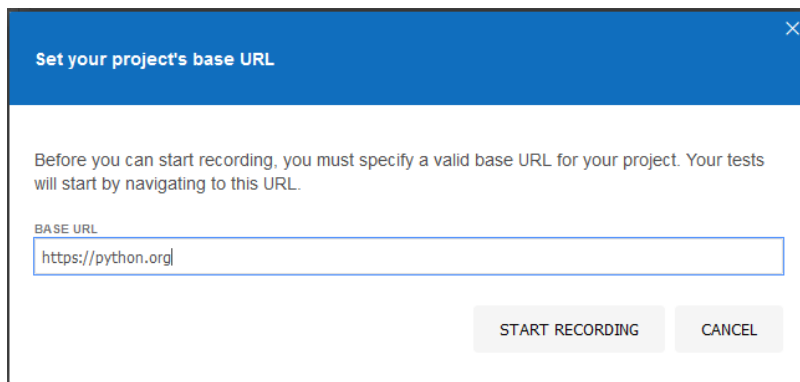 Set your project's base URL
Before you can start recording, you must specify a valid base URL for your project. Your tests
will start by navigating to this URL.
BASE URL
https://python.org
START RECORDING
CANCEL